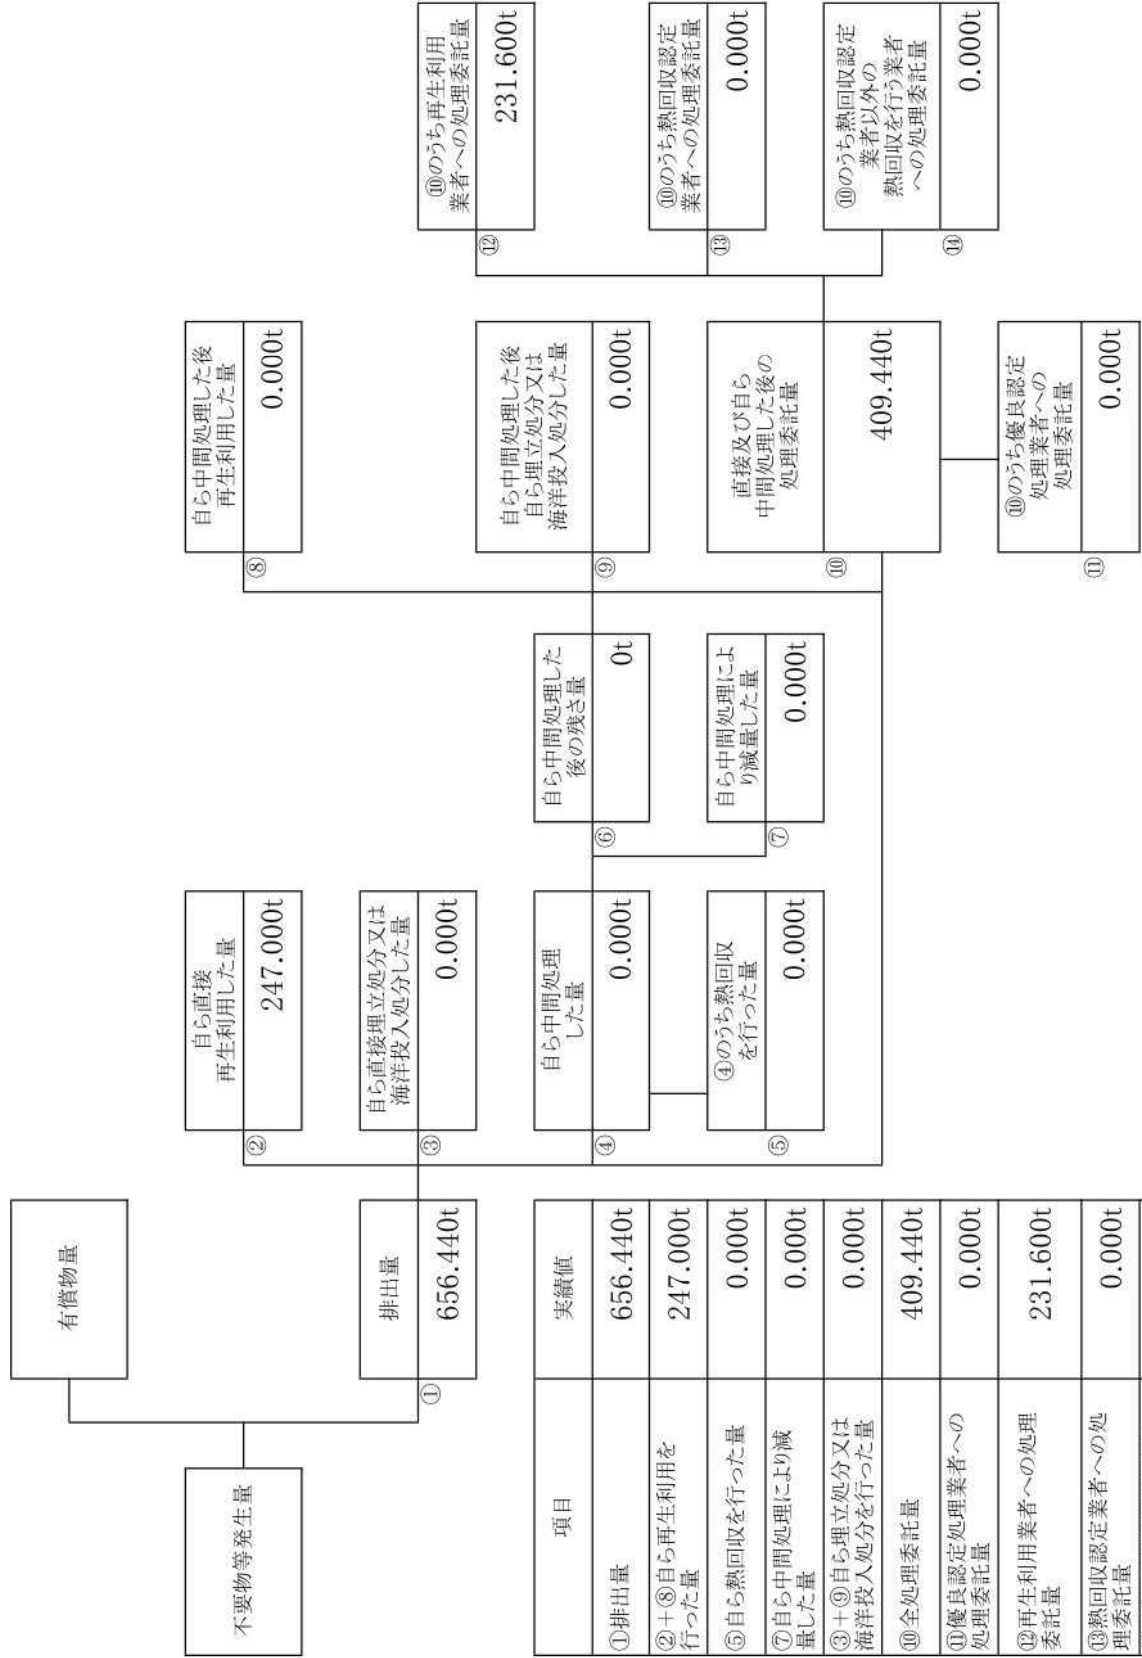 不要物等発生量
有償物量
①
排出量
656.440t
②
自ら直接
再生利用した量
247.000t
③
自ら直接埋立処分又は
海洋投入処分した量
0.000t
④
自ら中間処理
した量
0.000t
⑤
④のうち熱回収
を行った量
0.000t
⑥
自ら中間処理した
後の残さ量
0t
⑦
自ら中間処理によ
り減量した量
0.000t
⑧
自ら中間処理した後
再生利用した量
0.000t
⑨
自ら中間処理した後
自ら埋立処分又は
海洋投入処分した量
0.000t
⑩
直接及び自ら
中間処理した後の
処理委託量
409.440t
⑪
⑩のうち優良認定
処理業者への
処理委託量
0.000t
⑫
⑩のうち再生利用
業者への処理委託量
231.600t
⑬
⑩のうち熱回収認定
業者への処理委託量
0.000t
⑭
⑩のうち熱回収認定
業者以外の
熱回収を行う業者
への処理委託量
0.000t
項目
実績値
①排出量
656.440t
②+⑧自ら再生利用を
行った量
247.000t
⑤自ら熱回収を行った量
0.000t
⑦自ら中間処理により減
量した量
0.000t
③+⑨自ら埋立処分又は
海洋投入処分を行った量
0.000t
⑩全処理委託量
409.440t
⑪優良認定処理業者への
処理委託量
0.000t
⑫再生利用業者への処理
委託量
231.600t
⑬熱回収認定業者への処
理委託量
0.000t